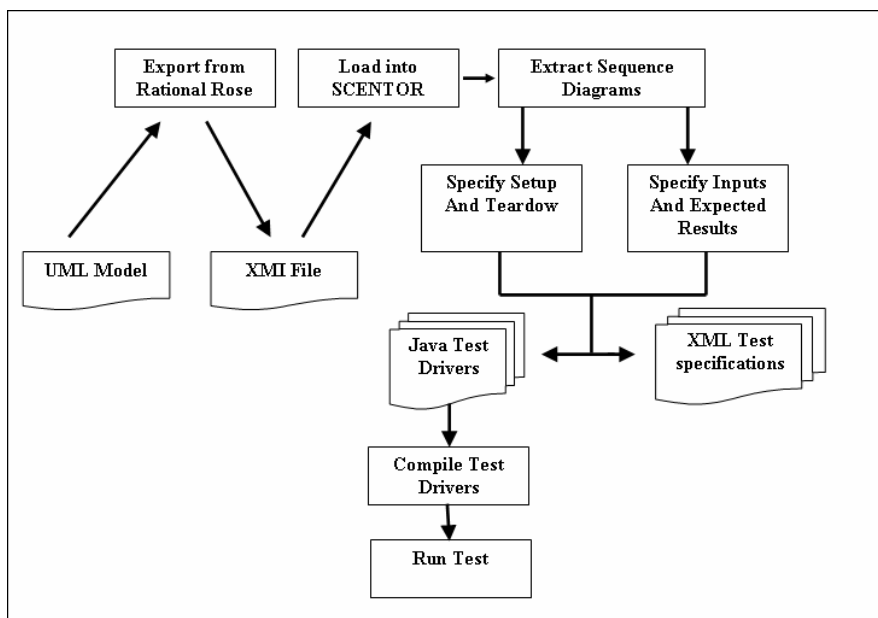 Export from
Rational Rose
Load into
SCENTOR
Extract Sequence
Diagrams
Specify Setup
And Teardow
Specify Inputs
And Expected
Results
UML Model
XMI File
Java Test
Drivers
XML Test
specifications
Compile Test
Drivers
Run Test